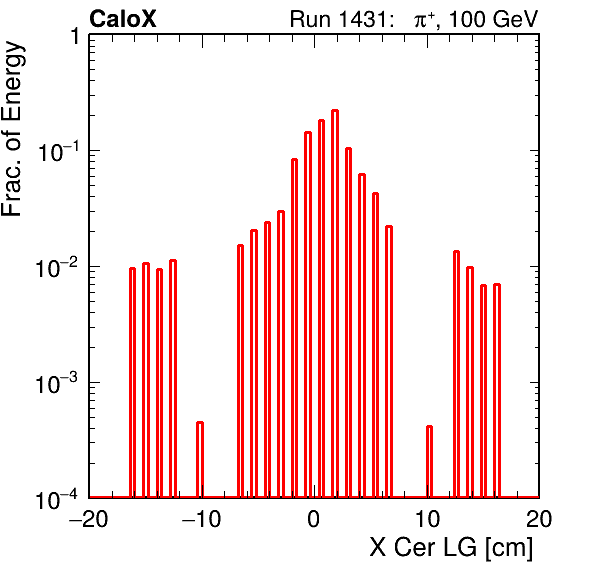 CaloX Run 1431: π⁺, 100 GeV
Frac. of Energy
1
10⁻¹
10⁻²
10⁻³
10⁻⁴
−20 −10 0 10 20
X Cer LG [cm]